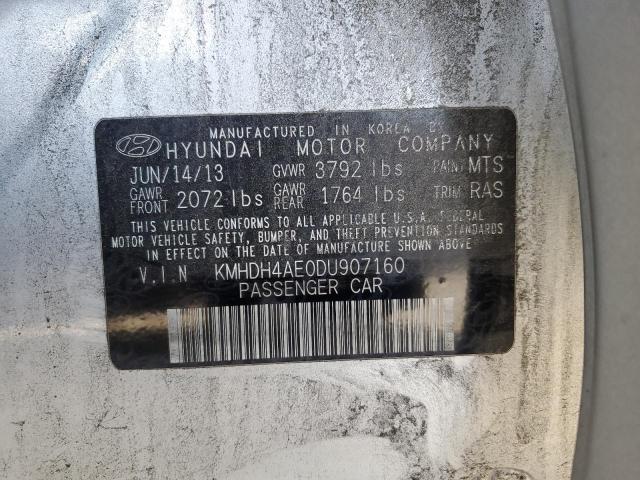 MANUFACTURED IN KOREA BY
HYUNDAI MOTOR COMPANY
JUN/14/13 GVWR 3792 lbs PAINT MTS
GAWR FRONT 2072 lbs GAWR REAR 1764 lbs TRIM RAS
THIS VEHICLE CONFORMS TO ALL APPLICABLE U.S.A. FEDERAL
MOTOR VEHICLE SAFETY, BUMPER, AND THEFT PREVENTION
STANDARDS IN EFFECT ON THE DATE OF MANUFACTURE SHOWN ABOVE.
V.I.N KMHDH4AE0DU907160
PASSENGER CAR